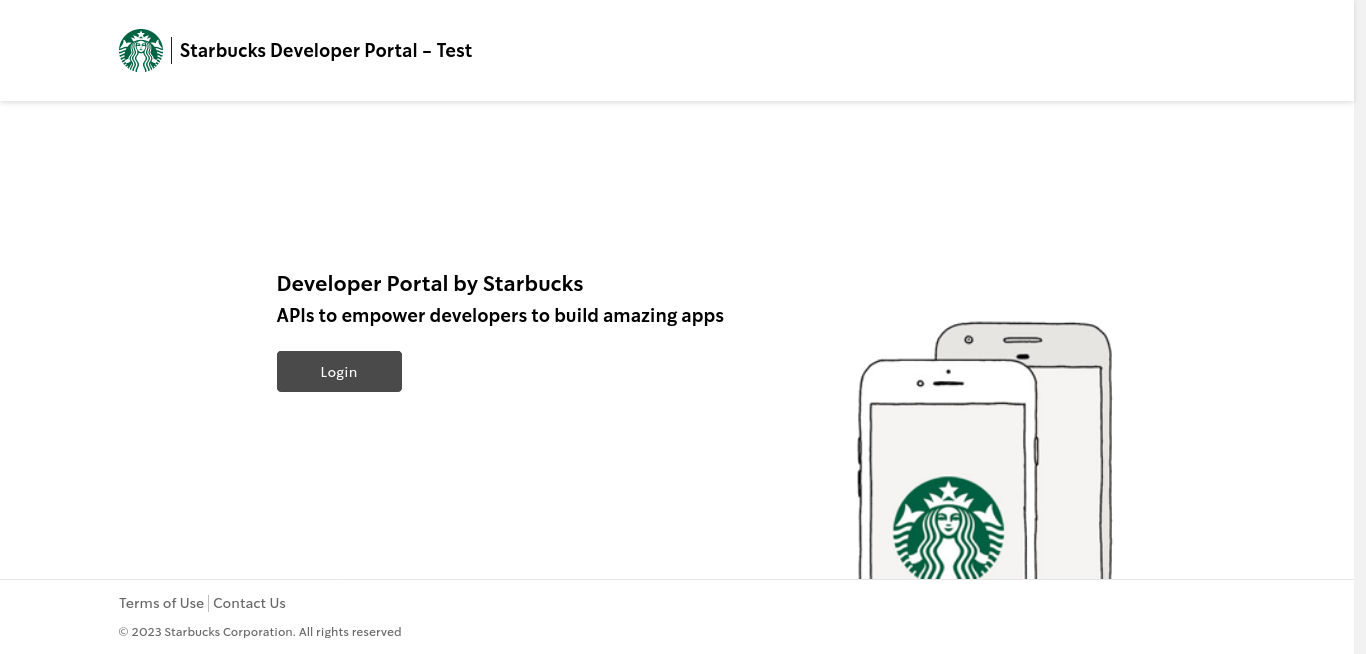 Starbucks Developer Portal – Test
Developer Portal by Starbucks
APIs to empower developers to build amazing apps
Login
Terms of Use
Contact Us
© 2023 Starbucks Corporation. All rights reserved